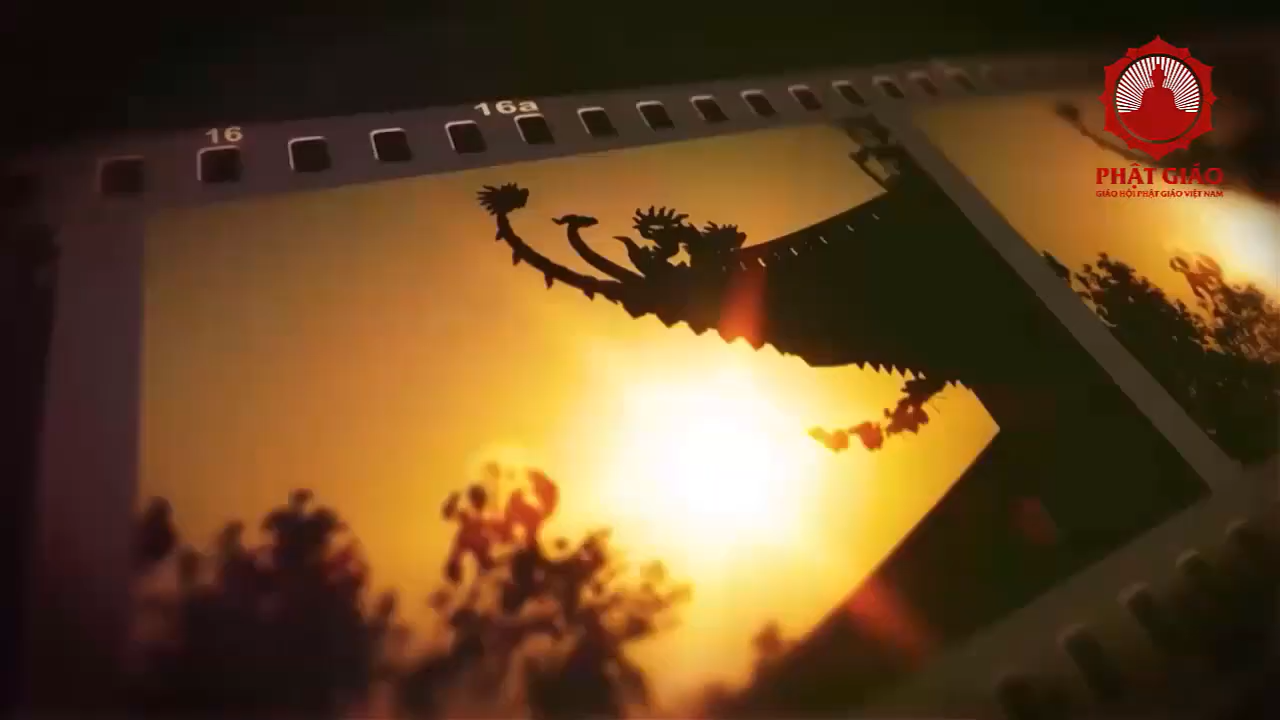 16
16a
PHẬT GIÁO
GIÁO HỘI PHẬT GIÁO VIỆT NAM